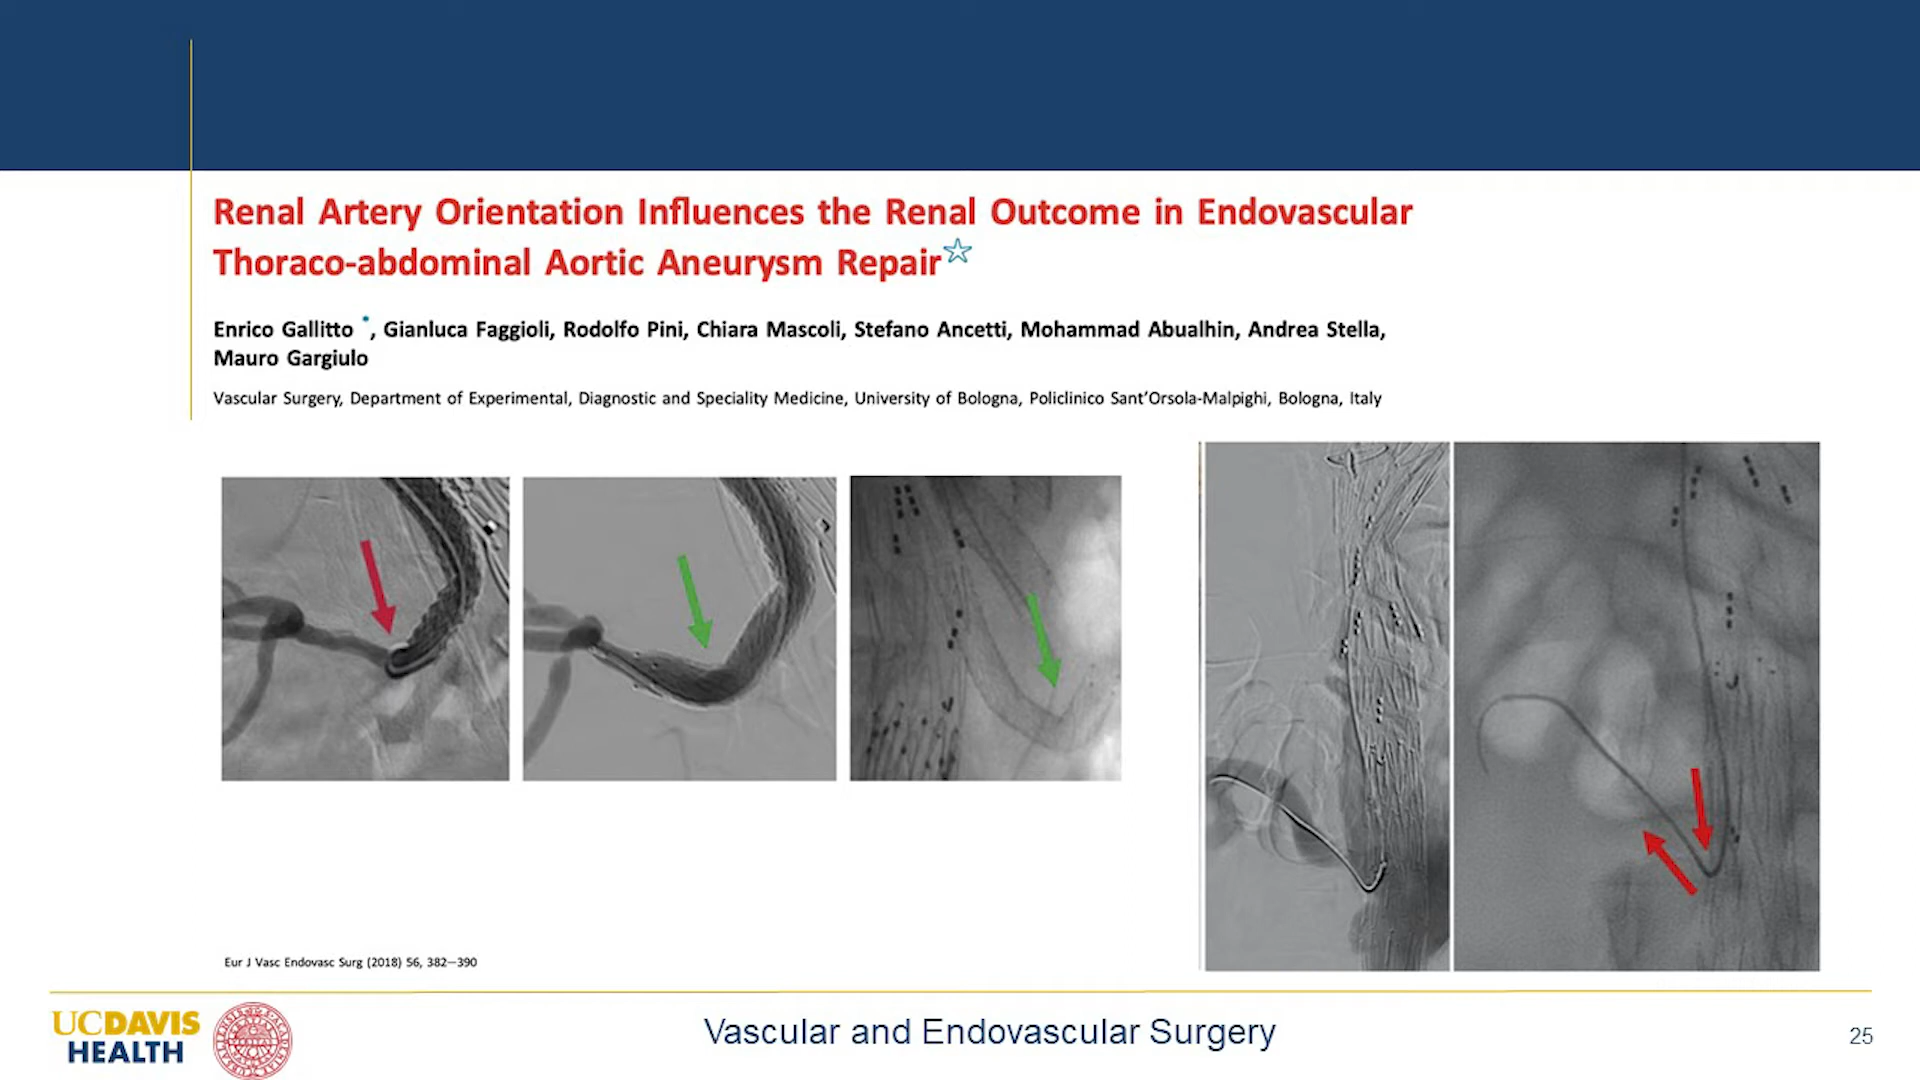 Renal Artery Orientation Influences the Renal Outcome in Endovascular
Thoraco-abdominal Aortic Aneurysm Repair☆
Enrico Gallitto *, Gianluca Faggioli, Rodolfo Pini, Chiara Mascoli, Stefano Ancetti, Mohammad Abualhin, Andrea Stella,
Mauro Gargiulo
Vascular Surgery, Department of Experimental, Diagnostic and Speciality Medicine, University of Bologna, Policlinico Sant'Orsola-Malpighi, Bologna, Italy
Eur J Vasc Endovasc Surg (2018) 56, 382–390
UCDAVIS
HEALTH
Vascular and Endovascular Surgery
25